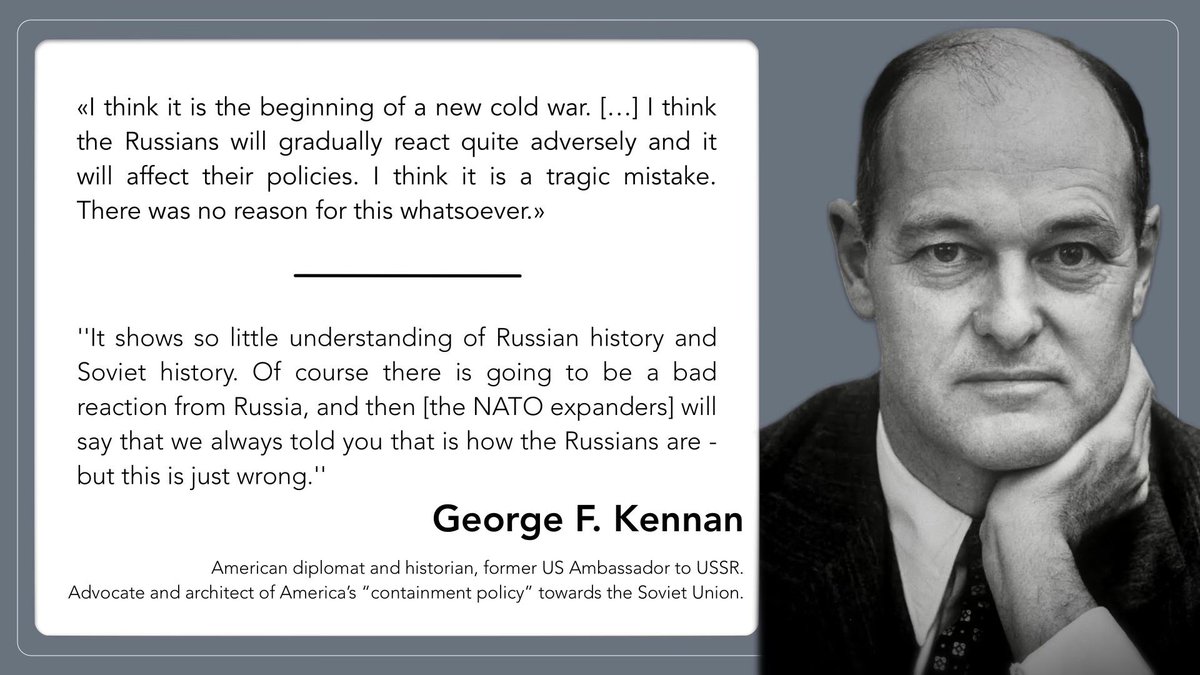 «I think it is the beginning of a new cold war. […] I think
the Russians will gradually react quite adversely and it
will affect their policies. I think it is a tragic mistake.
There was no reason for this whatsoever.»
''It shows so little understanding of Russian history and
Soviet history. Of course there is going to be a bad
reaction from Russia, and then [the NATO expanders] will
say that we always told you that is how the Russians are -
but this is just wrong.''
George F. Kennan
American diplomat and historian, former US Ambassador to USSR.
Advocate and architect of America’s “containment policy” towards the Soviet Union.